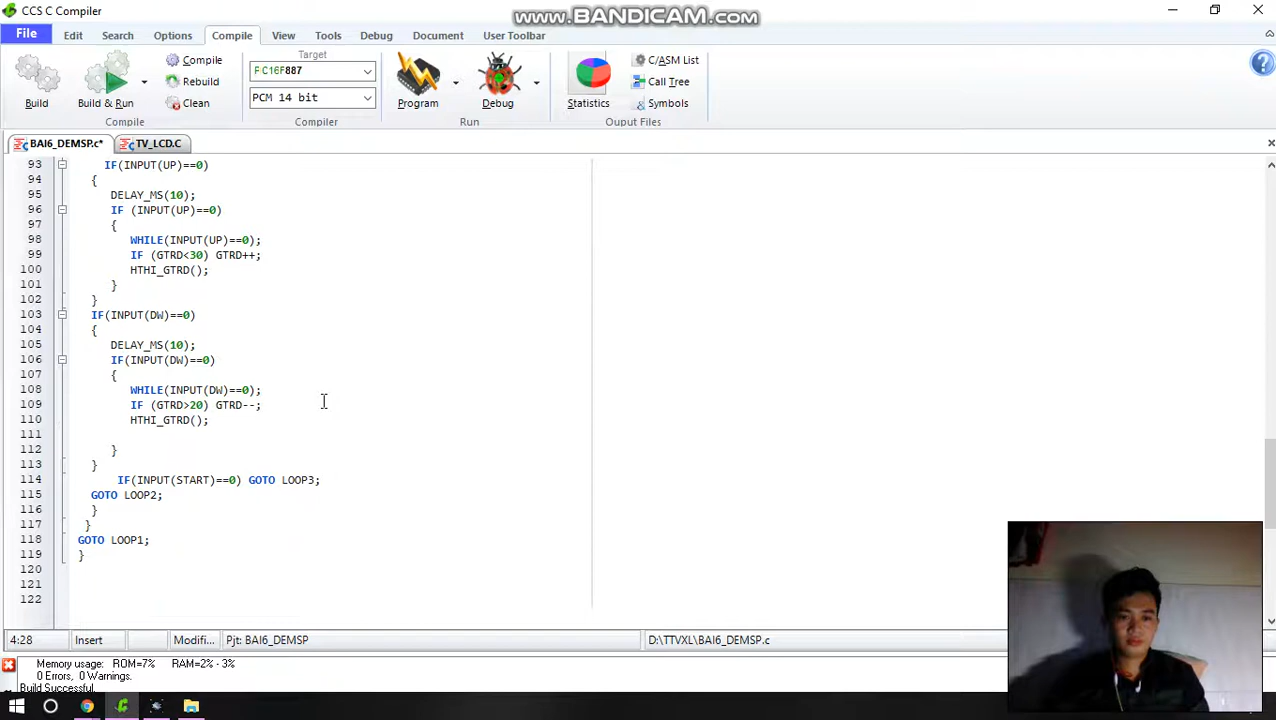 CCS C Compiler
www.BANDICAM.com
File Edit Search Options Compile View Tools Debug Document User Toolbar
Build
Build & Run
Compile
Rebuild
Clean
Compile
Target
PIC16F887
PCM 14 bit
Compiler
Program
Debug
Run
Statistics
C/ASM List
Call Tree
Symbols
Ouput Files
BAI6_DEMSP.c* TV_LCD.C
93 IF(INPUT(UP)==0)
94 {
95 DELAY_MS(10);
96 IF (INPUT(UP)==0)
97 {
98 WHILE(INPUT(UP)==0);
99 IF (GTRD<30) GTRD++;
100 HTHI_GTRD();
101 }
102 }
103 IF(INPUT(DW)==0)
104 {
105 DELAY_MS(10);
106 IF(INPUT(DW)==0)
107 {
108 WHILE(INPUT(DW)==0);
109 IF (GTRD>20) GTRD--;
110 HTHI_GTRD();
111
112 }
113 }
114 IF(INPUT(START)==0) GOTO LOOP3;
115 GOTO LOOP2;
116 }
117 }
118 GOTO LOOP1;
119 }
120
121
122
4:28 Insert Modifi... Pjt: BAI6_DEMSP D:\TTVXL\BAI6_DEMSP.c
Memory usage: ROM=7% RAM=2% - 3%
0 Errors, 0 Warnings.
Build Successful.